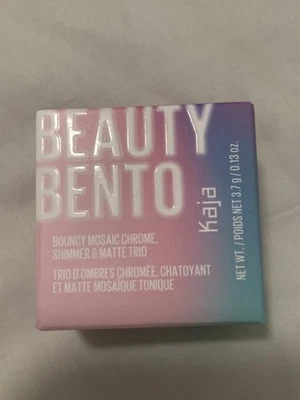 BEAUTY
BENTO
BOUNCY MOSAIC CHROME,
SHIMMER & MATTE TRIO
TRIO D'OMBRES CHROMÉE, CHATOYANT
ET MATTE MOSAÏQUE TONIQUE
Kaja
NET WT. / POIDS NET 3.7 g / 0.13 oz.